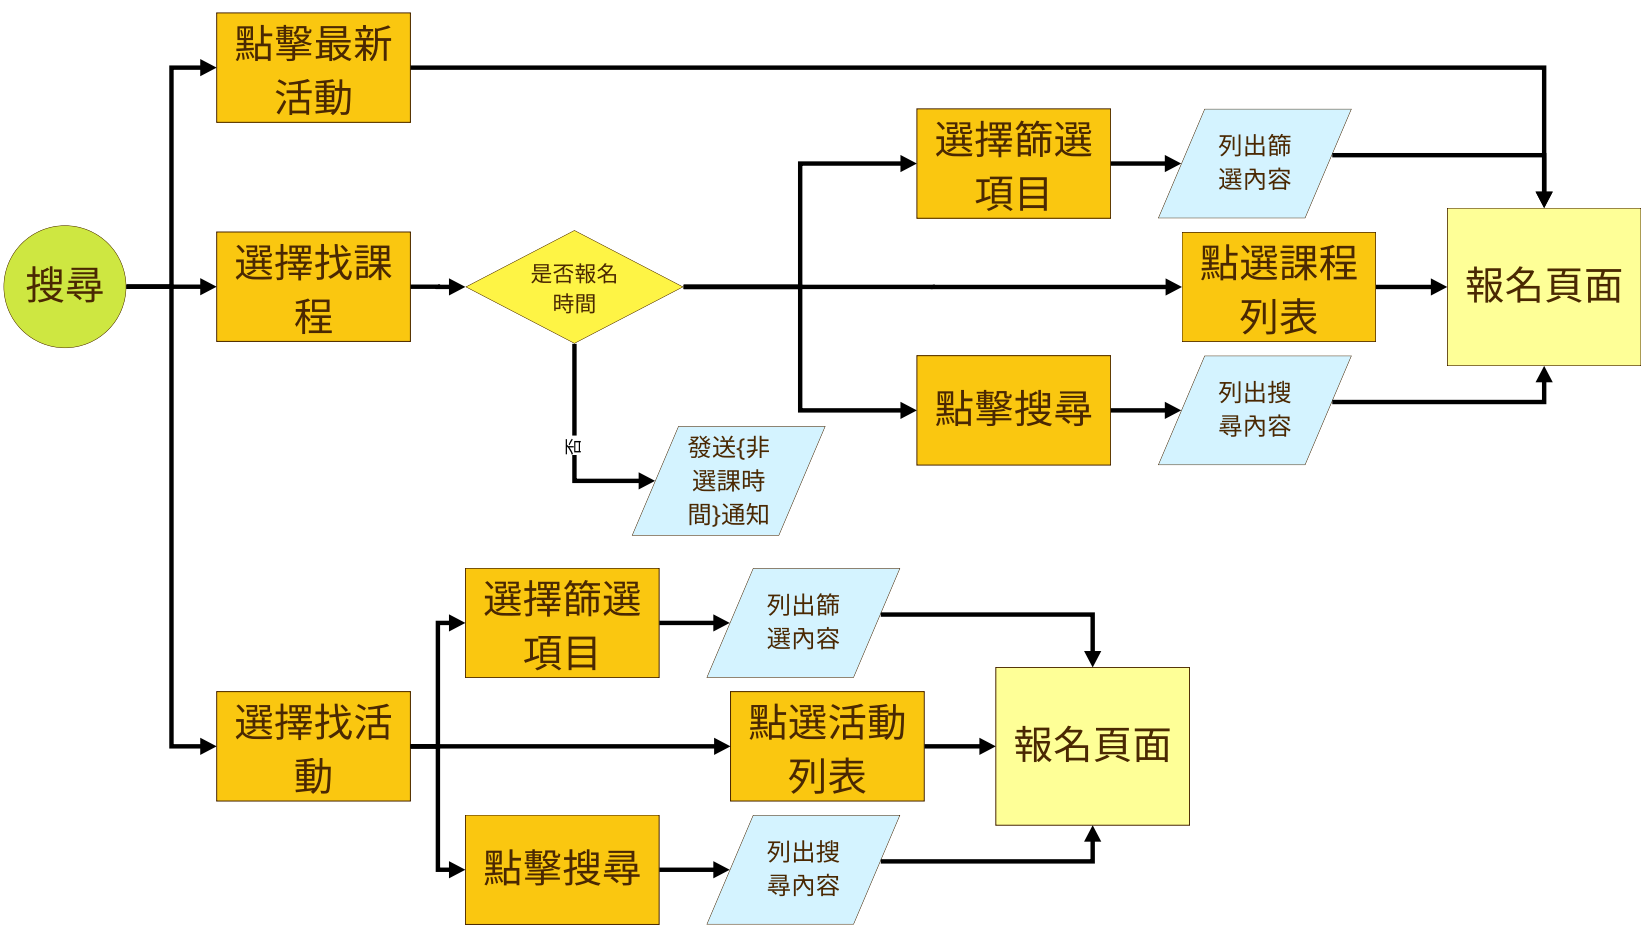 點擊最新
活動
選擇篩選
項目
列出篩
選內容
搜尋
選擇找課
程
是否報名
時間
點選課程
列表
報名頁面
點擊搜尋
列出搜
尋內容
否
發送{非
選課時
間}通知
選擇篩選
項目
列出篩
選內容
選擇找活
動
點選活動
列表
報名頁面
點擊搜尋
列出搜
尋內容